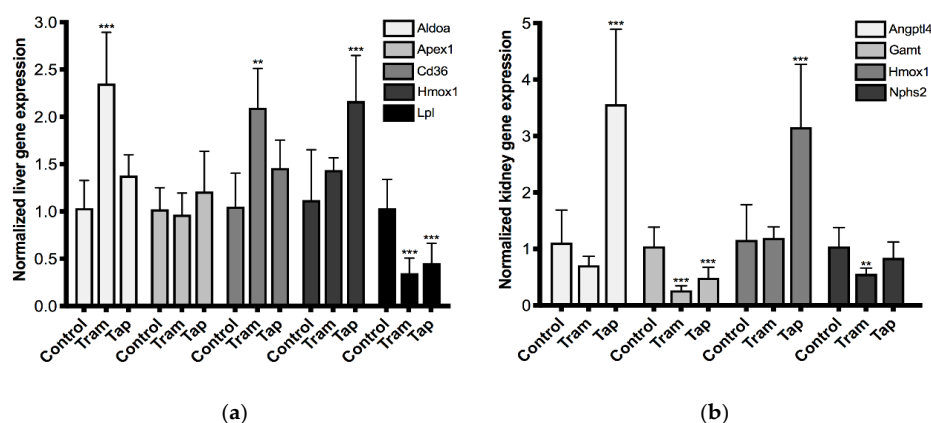 Normalized liver gene expression
3.0
2.5
2.0
1.5
1.0
0.5
0.0
***
**
***
***
***
Aldoa
Apex1
Cd36
Hmox1
Lpl
Control Tram Tap Control Tram Tap Control Tram Tap Control Tram Tap Control Tram Tap
(a)
Normalized kidney gene expression
5
4
3
2
1
0
***
***
***
***
**
Angptl4
Gamt
Hmox1
Nphs2
Control Tram Tap Control Tram Tap Control Tram Tap Control Tram Tap
(b)